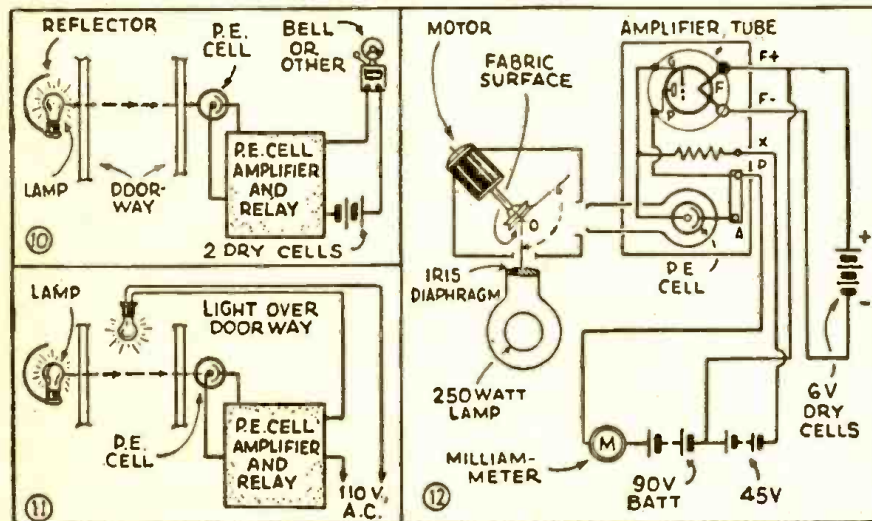 REFLECTOR
P.E.
CELL
BELL
OR
OTHER
P.E. CELL
AMPLIFIER
AND
RELAY
LAMP
DOOR-
WAY
2 DRY CELLS
10
LAMP
LIGHT OVER
DOORWAY
P.E.
CELL
P.E. CELL
AMPLIFIER
AND
RELAY
110 V.
A.C.
11
MOTOR
FABRIC
SURFACE
O
IRIS
DIAPHRAGM
250 WATT
LAMP
AMPLIFIER TUBE
G
F
P
F+
F-
X
P
A
P.E.
CELL
+
-
6V
DRY
CELLS
M
MILLIAM-
METER
90V
BATT
45V
12